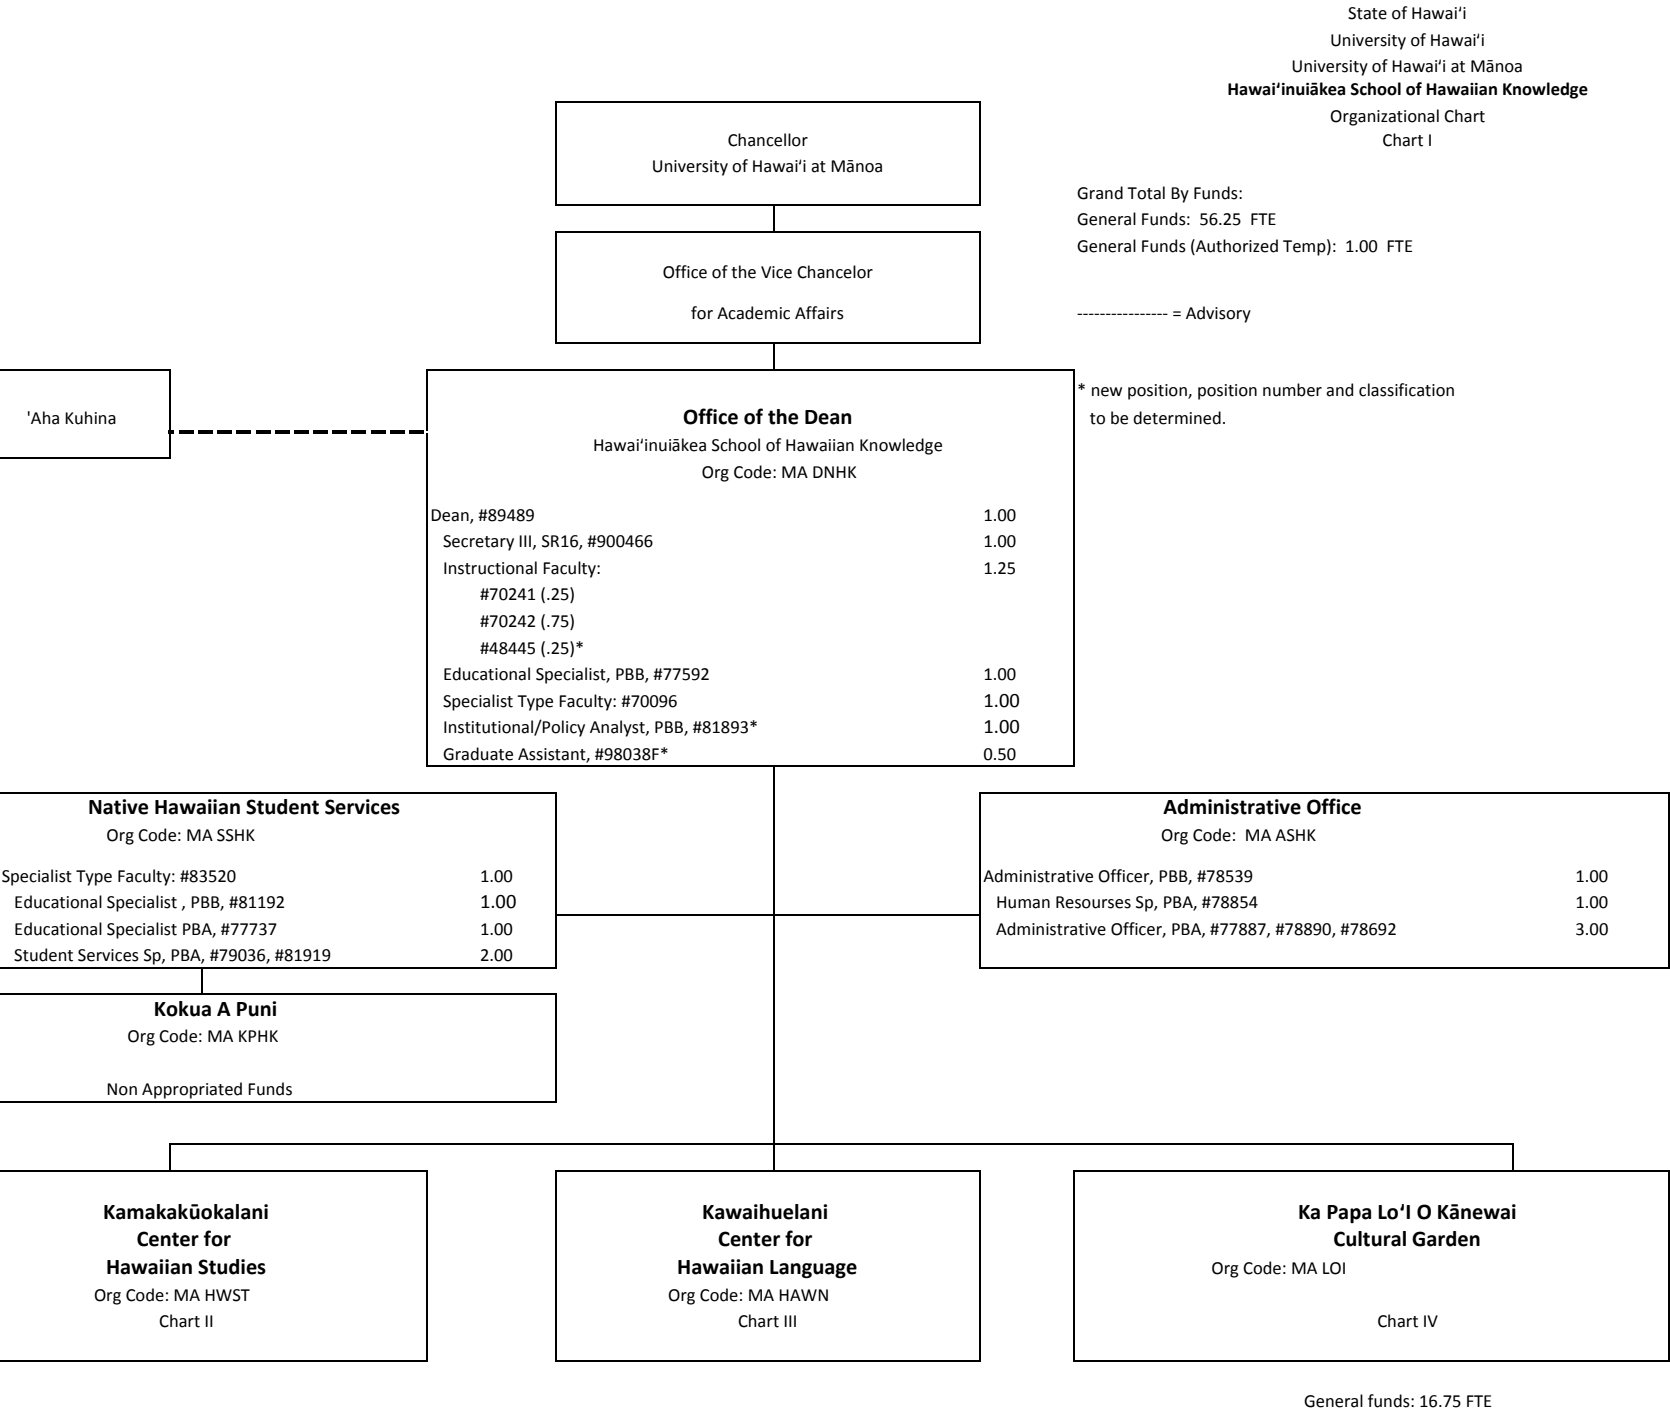 State of Hawaiʻi
University of Hawaiʻi
University of Hawaiʻi at Mānoa
Hawaiʻinuiākea School of Hawaiian Knowledge
Organizational Chart
Chart I
Chancellor
University of Hawaiʻi at Mānoa
Grand Total By Funds:
General Funds:  56.25  FTE
General Funds (Authorized Temp):  1.00  FTE
Office of the Vice Chancelor
for Academic Affairs
---------------- = Advisory
* new position, position number and classification
to be determined.
'Aha Kuhina
Office of the Dean
Hawaiʻinuiākea School of Hawaiian Knowledge
Org Code: MA DNHK
Dean, #89489 1.00
Secretary III, SR16, #900466 1.00
Instructional Faculty: 1.25
#70241 (.25)
#70242 (.75)
#48445 (.25)*
Educational Specialist, PBB, #77592 1.00
Specialist Type Faculty: #70096 1.00
Institutional/Policy Analyst, PBB, #81893* 1.00
Graduate Assistant, #98038F* 0.50
Native Hawaiian Student Services
Org Code: MA SSHK
Specialist Type Faculty: #83520 1.00
Educational Specialist , PBB, #81192 1.00
Educational Specialist PBA, #77737 1.00
Student Services Sp, PBA, #79036, #81919 2.00
Administrative Office
Org Code:  MA ASHK
Administrative Officer, PBB, #78539 1.00
Human Resourses Sp, PBA, #78854 1.00
Administrative Officer, PBA, #77887, #78890, #78692 3.00
Kokua A Puni
Org Code: MA KPHK
Non Appropriated Funds
Kamakakūokalani
Center for
Hawaiian Studies
Org Code: MA HWST
Chart II
Kawaihuelani
Center for
Hawaiian Language
Org Code: MA HAWN
Chart III
Ka Papa LoʻI O Kānewai
Cultural Garden
Org Code: MA LOI
Chart IV
General funds: 16.75 FTE